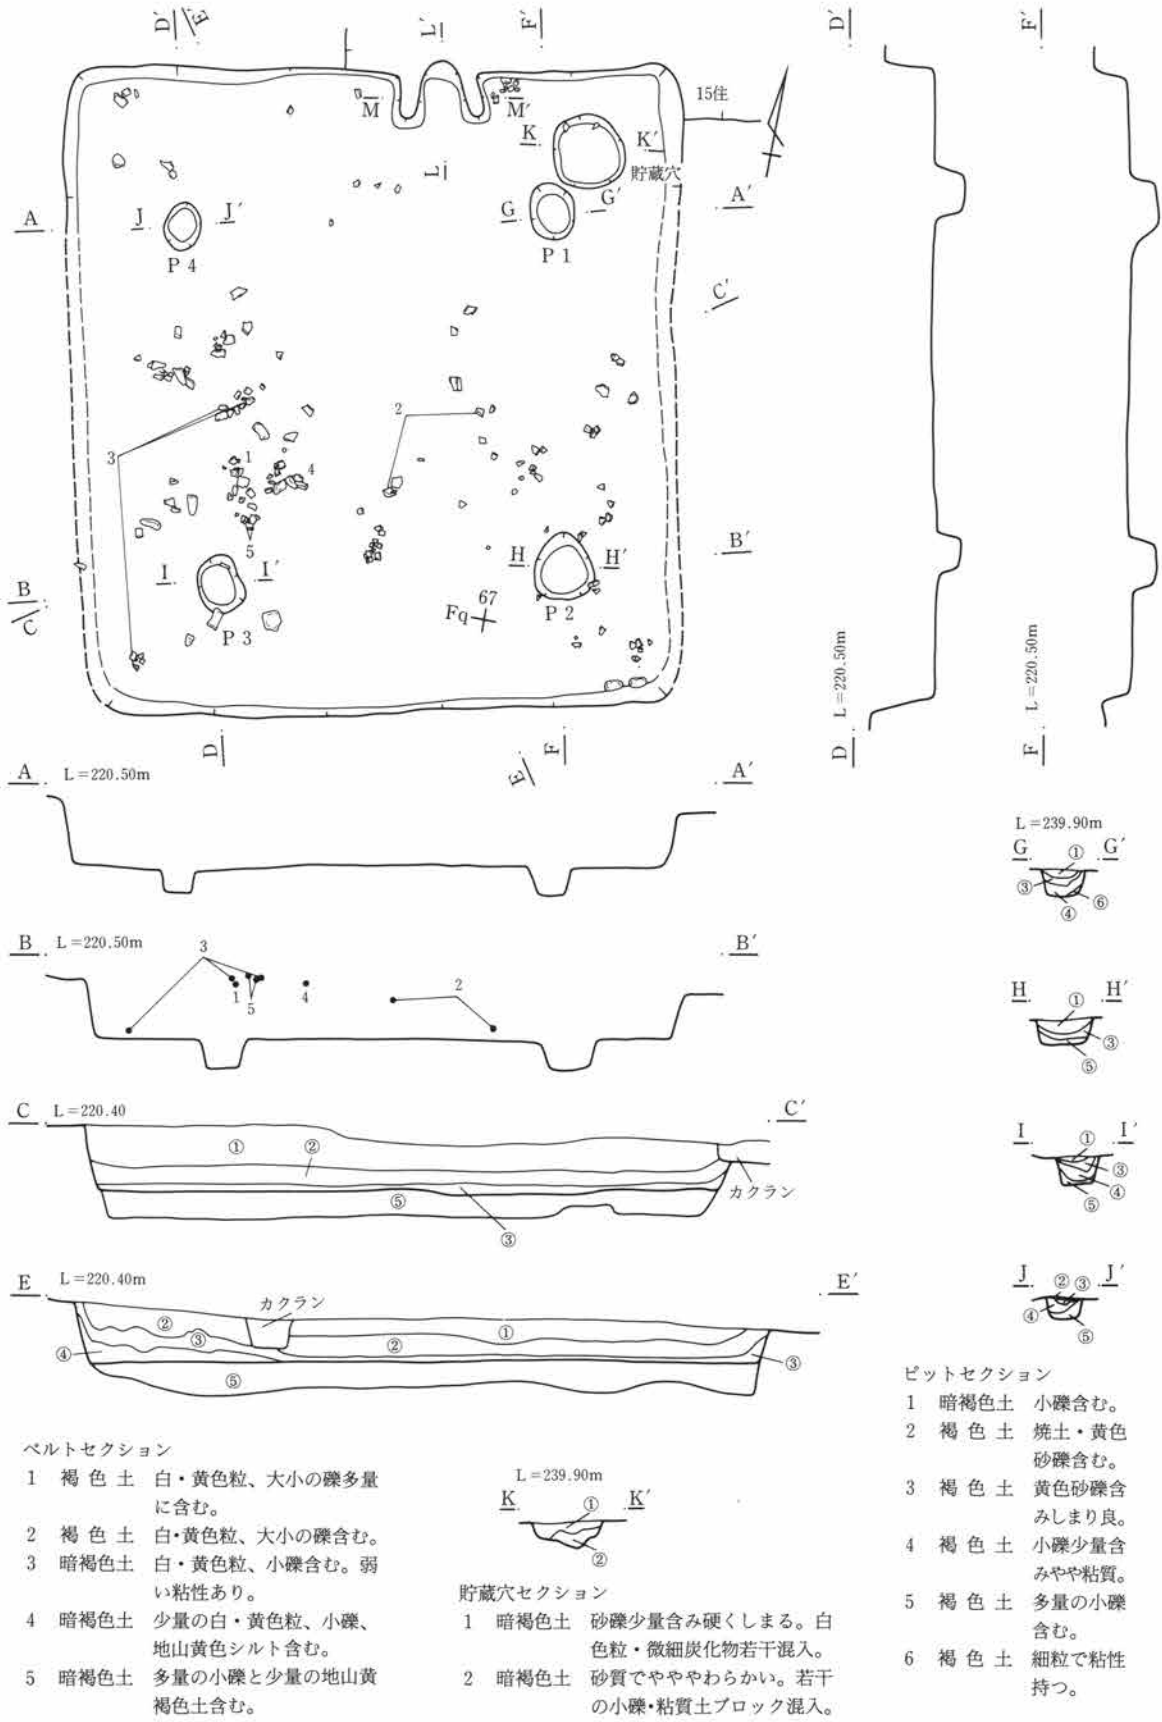 D′
E′
L′
F′
D′
F′
M
M′
15住
K
K′
L
貯蔵穴
A
J
J′
G
G′
A′
P 4
P 1
C′
4
2
3
1
4
5
B
C
I
I′
H
H′
B′
67
Fq
P 2
P 3
D
E
F
D L=220.50m
F L=220.50m
A L=220.50m A′
L=239.90m
G G′
①
③
⑥
④
B L=220.50m B′
3
1
5
4
2
H H′
①
③
⑤
C L=220.40 C′
①
②
⑤
③
カクラン
I I′
①
③
④
⑤
E L=220.40m E′
カクラン
②
③
④
⑤
①
②
③
J J′
②③
④
⑤
ベルトセクション
1 褐色土 白・黄色粒、大小の礫多量
に含む。
2 褐色土 白・黄色粒、大小の礫含む。
3 暗褐色土 白・黄色粒、小礫含む。弱
い粘性あり。
4 暗褐色土 少量の白・黄色粒、小礫、
地山黄色シルト含む。
5 暗褐色土 多量の小礫と少量の地山黄
褐色土含む。
L=239.90m
K K′
①
②
貯蔵穴セクション
1 暗褐色土 砂礫少量含み硬くしまる。白
色粒・微細炭化物若干混入。
2 暗褐色土 砂質でやややわらかい。若干
の小礫・粘質土ブロック混入。
ピットセクション
1 暗褐色土 小礫含む。
2 褐色土 焼土・黄色
砂礫含む。
3 褐色土 黄色砂礫含
みしまり良。
4 褐色土 小礫少量含
みやや粘質。
5 褐色土 多量の小礫
含む。
6 褐色土 細粒で粘性
持つ。